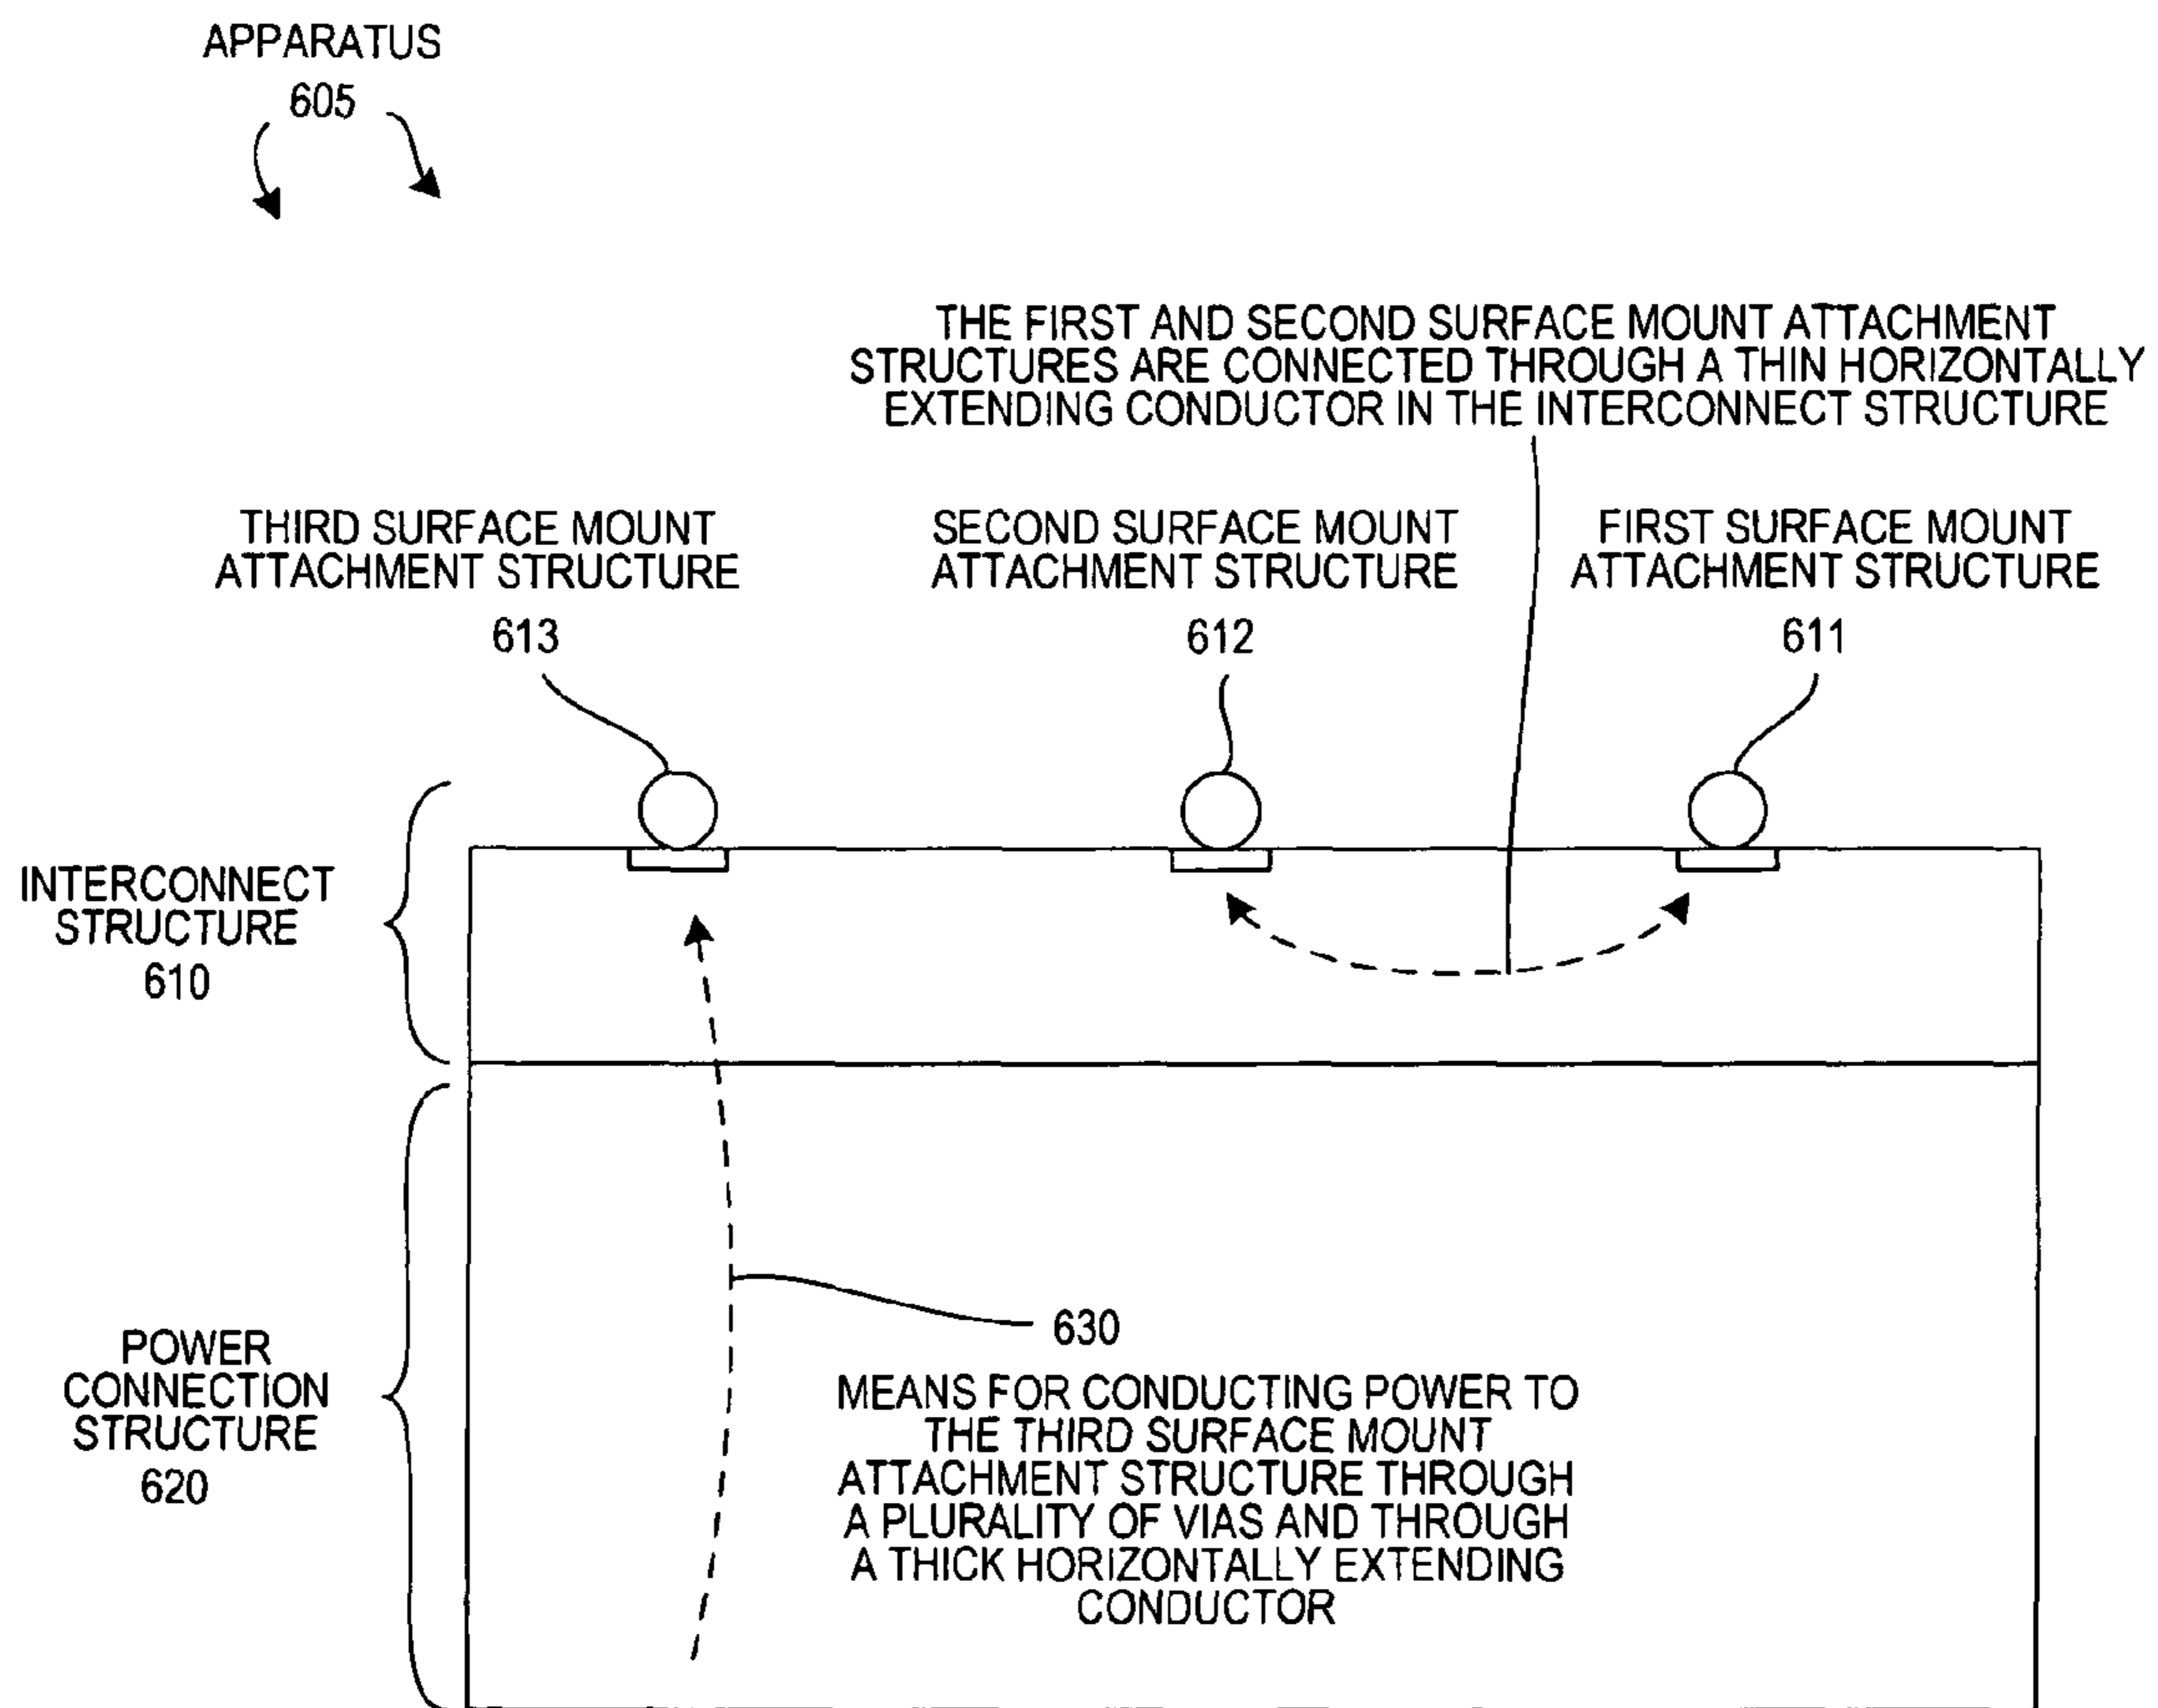 APPARATUS
605
THE FIRST AND SECOND SURFACE MOUNT ATTACHMENT
STRUCTURES ARE CONNECTED THROUGH A THIN HORIZONTALLY
EXTENDING CONDUCTOR IN THE INTERCONNECT STRUCTURE
THIRD SURFACE MOUNT
ATTACHMENT STRUCTURE
613
SECOND SURFACE MOUNT
ATTACHMENT STRUCTURE
612
FIRST SURFACE MOUNT
ATTACHMENT STRUCTURE
611
INTERCONNECT
STRUCTURE
610
POWER
CONNECTION
STRUCTURE
620
630
MEANS FOR CONDUCTING POWER TO
THE THIRD SURFACE MOUNT
ATTACHMENT STRUCTURE THROUGH
A PLURALITY OF VIAS AND THROUGH
A THICK HORIZONTALLY EXTENDING
CONDUCTOR